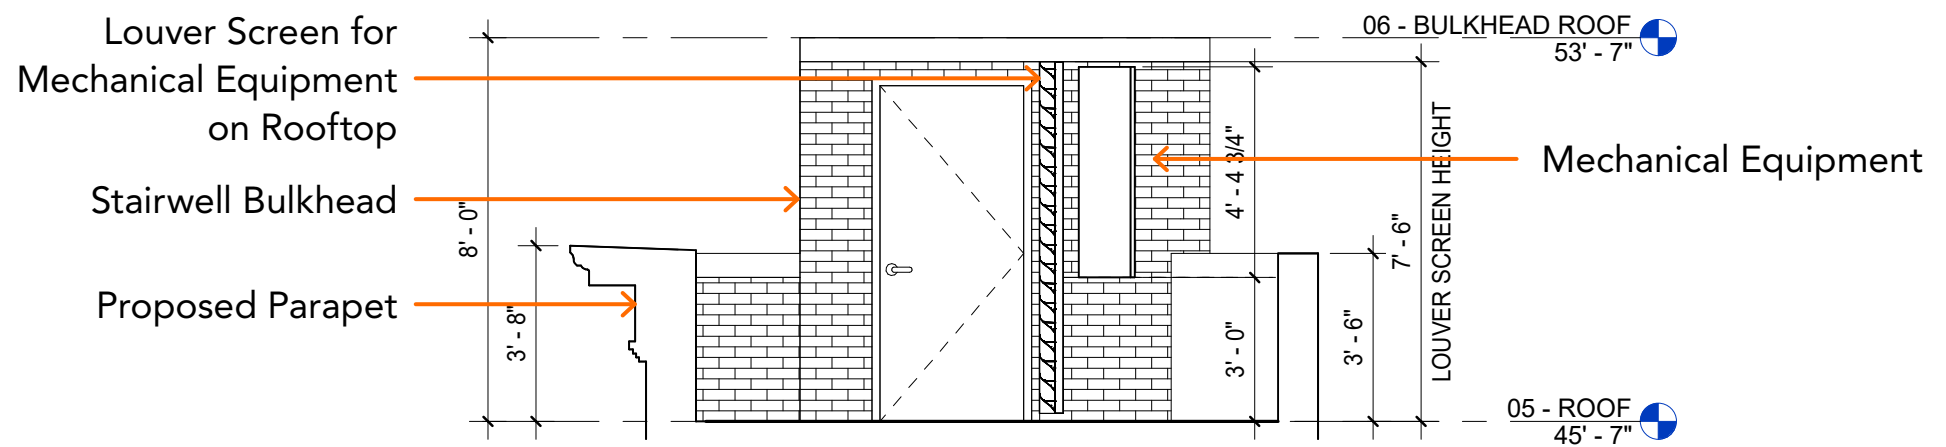 Louver Screen for
Mechanical Equipment
on Rooftop
Stairwell Bulkhead
Proposed Parapet
8' - 0"
3' - 8"
4' - 4 3/4"
3' - 0"
3' - 6"
7' - 6"
LOUVER SCREEN HEIGHT
06 - BULKHEAD ROOF
53' - 7"
Mechanical Equipment
05 - ROOF
45' - 7"